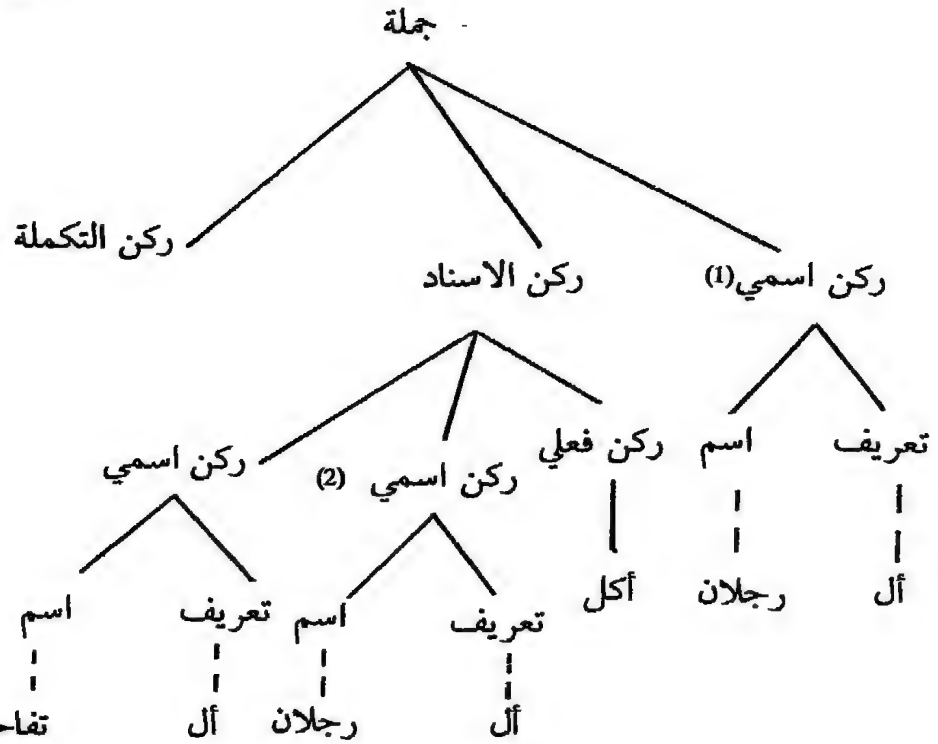 جملة
ركن اسمي(1) ركن الاسناد ركن التكملة
تعريف اسم ركن فعلي ركن اسمي (2) ركن اسمي
أل رجلان أكل تعريف اسم تعريف اسم
أل رجلان أل